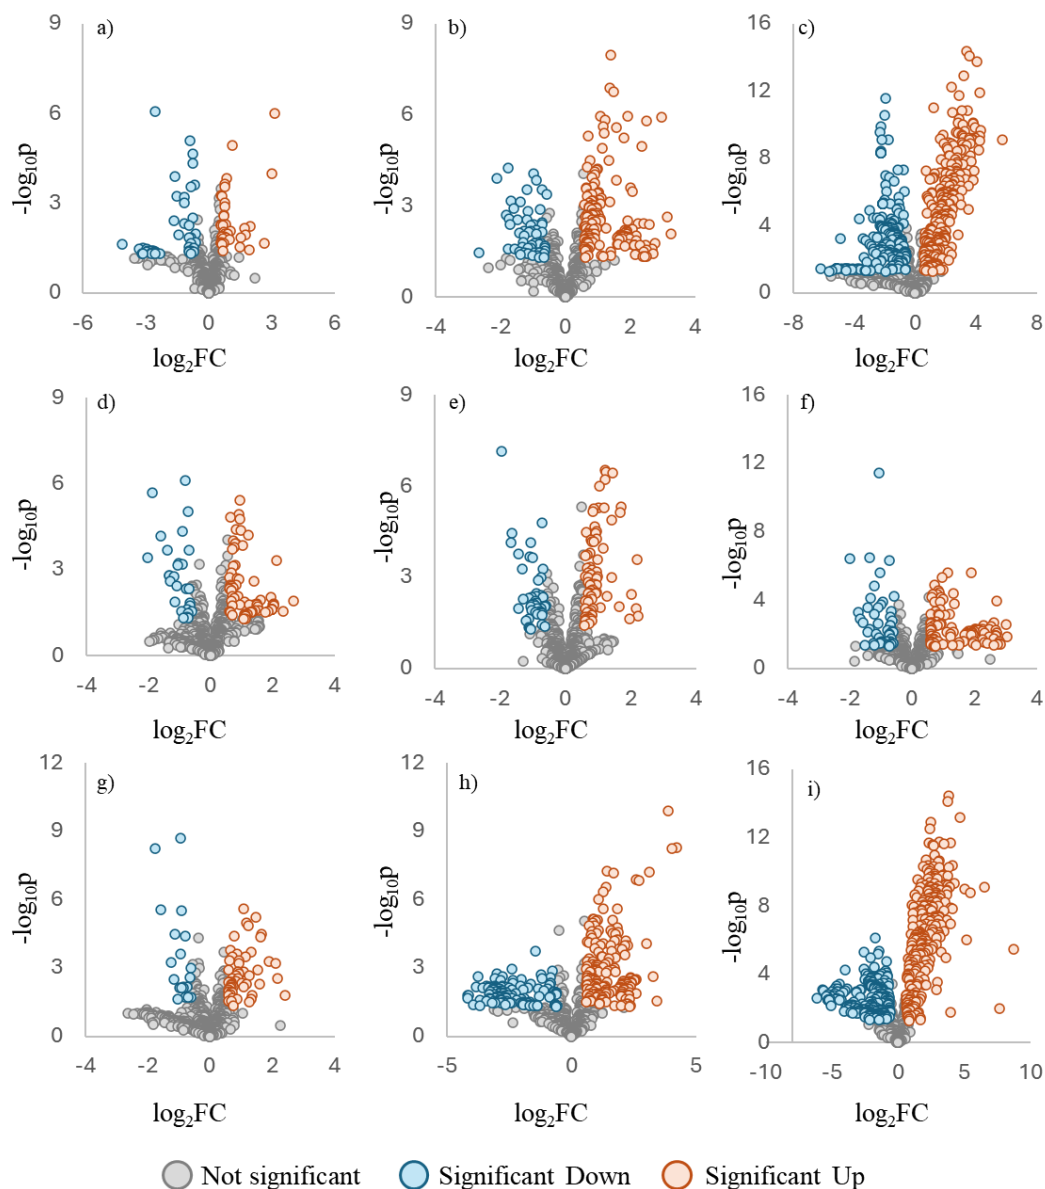 a)
9
6
3
0
-6 -3 0 3 6
-log₁₀p
log₂FC
b)
9
6
3
0
-4 -2 0 2 4
-log₁₀p
log₂FC
c)
16
12
8
4
0
-8 -4 0 4 8
-log₁₀p
log₂FC
d)
9
6
3
0
-4 -2 0 2 4
-log₁₀p
log₂FC
e)
9
6
3
0
-4 -2 0 2 4
-log₁₀p
log₂FC
f)
16
12
8
4
0
-4 -2 0 2 4
-log₁₀p
log₂FC
g)
12
9
6
3
0
-4 -2 0 2 4
-log₁₀p
log₂FC
h)
12
9
6
3
0
-5 0 5
-log₁₀p
log₂FC
i)
16
12
8
4
0
-10 -5 0 5 10
-log₁₀p
log₂FC
Not significant Significant Down Significant Up